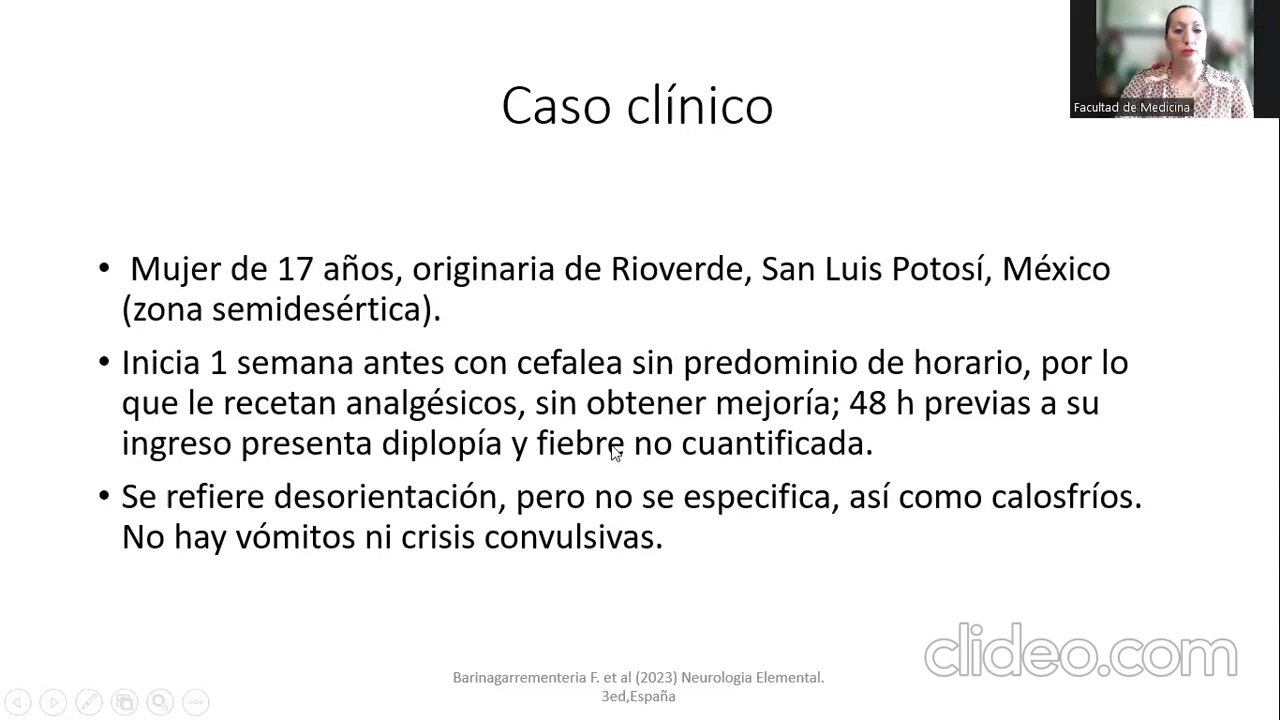 Facultad de Medicina
Caso clínico
• Mujer de 17 años, originaria de Rioverde, San Luis Potosí, México
(zona semidesértica).
• Inicia 1 semana antes con cefalea sin predominio de horario, por lo
que le recetan analgésicos, sin obtener mejoría; 48 h previas a su
ingreso presenta diplopía y fiebre no cuantificada.
• Se refiere desorientación, pero no se especifica, así como calosfríos.
No hay vómitos ni crisis convulsivas.
clideo.com
Barinagarrementeria F. et al (2023) Neurologia Elemental.
3ed,España